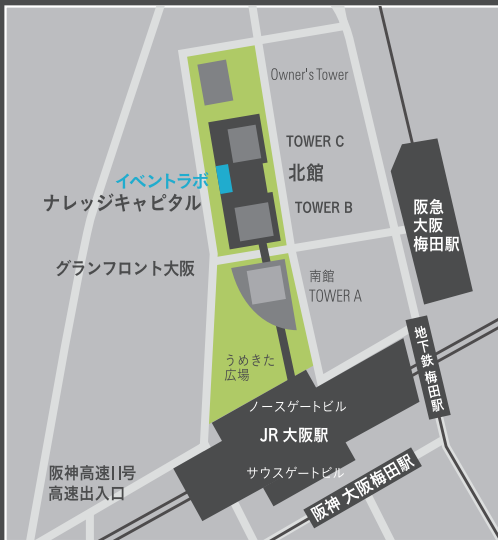 Owner's Tower
TOWER C
北館
イベントラボ
ナレッジキャピタル
TOWER B
阪急
大阪
梅田駅
グランフロント大阪
南館
TOWER A
うめきた
広場
地下鉄 梅田駅
ノースゲートビル
JR 大阪駅
サウスゲートビル
阪神高速11号
高速出入口
阪神 大阪梅田駅